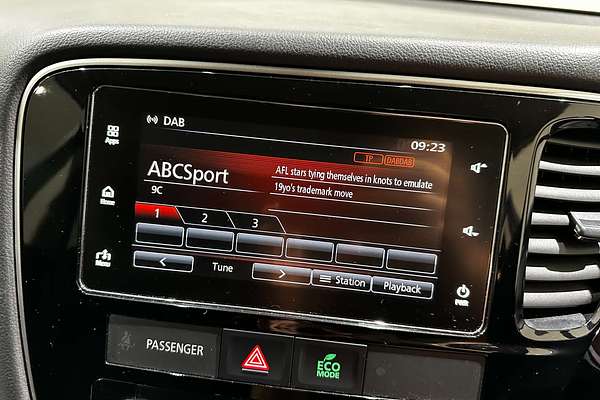 DAB
09:23
Apps
TP DABDAB
ABCSport
AFL stars tying themselves in knots to emulate
19yo's trademark move
9C
Home
1 2 3
Menu
< Tune > Station Playback
PWR
PASSENGER
ECO
MODE